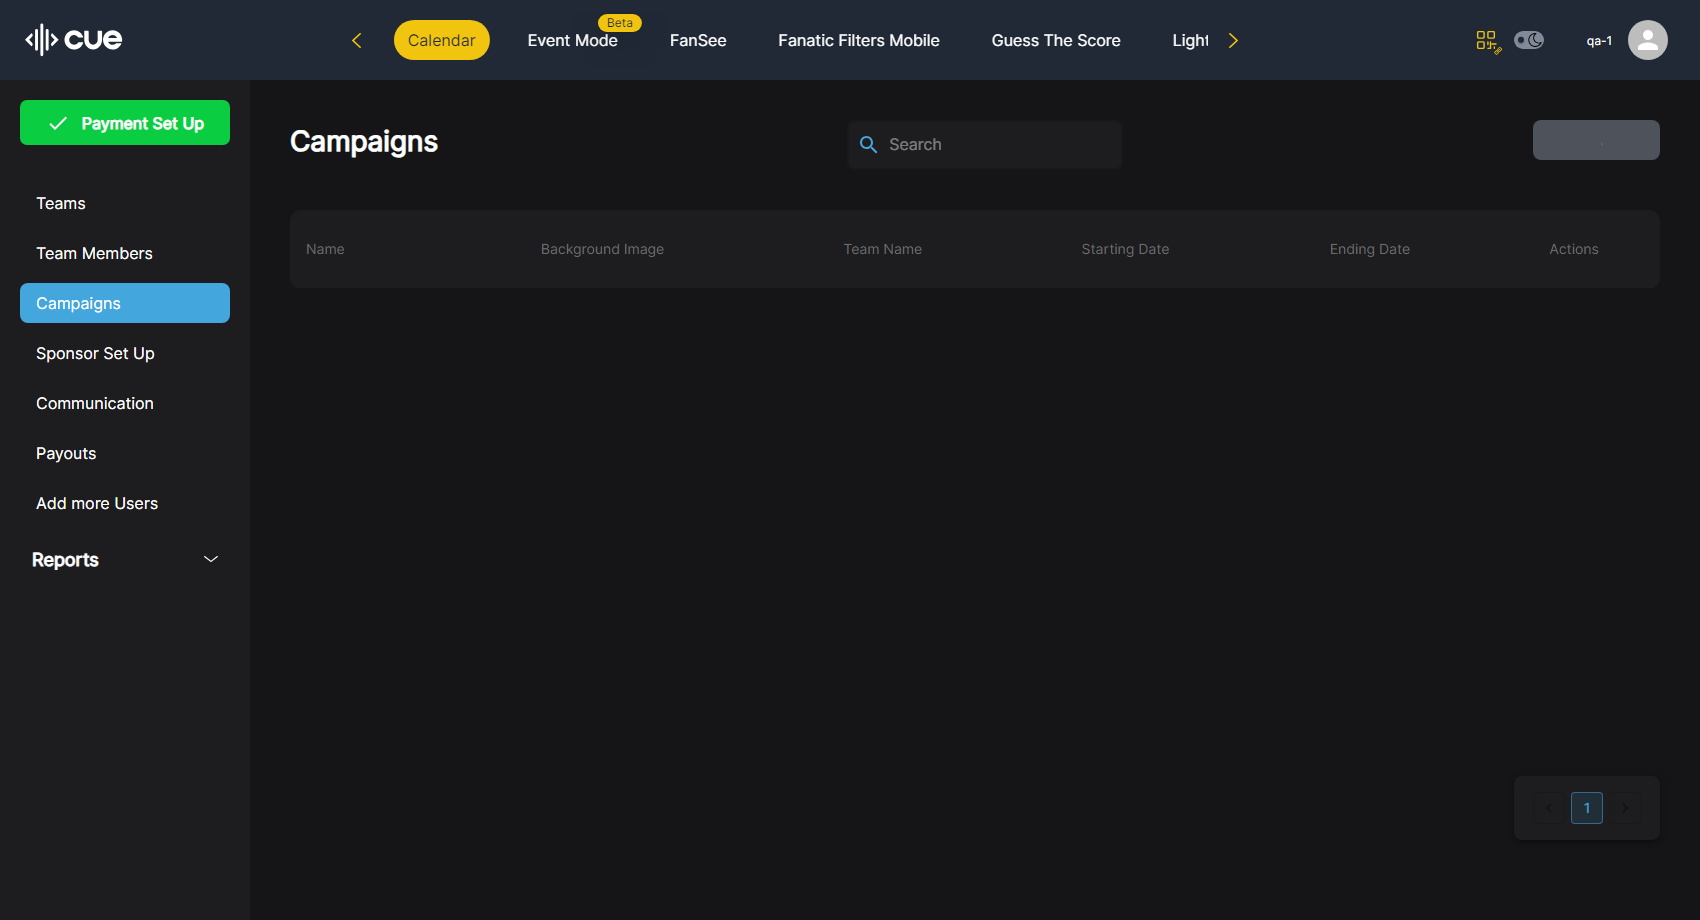 cue
Calendar
Event Mode
Beta
FanSee
Fanatic Filters Mobile
Guess The Score
Light
qa-1
Payment Set Up
Teams
Team Members
Campaigns
Sponsor Set Up
Communication
Payouts
Add more Users
Reports
Campaigns
Search
Name
Background Image
Team Name
Starting Date
Ending Date
Actions
1